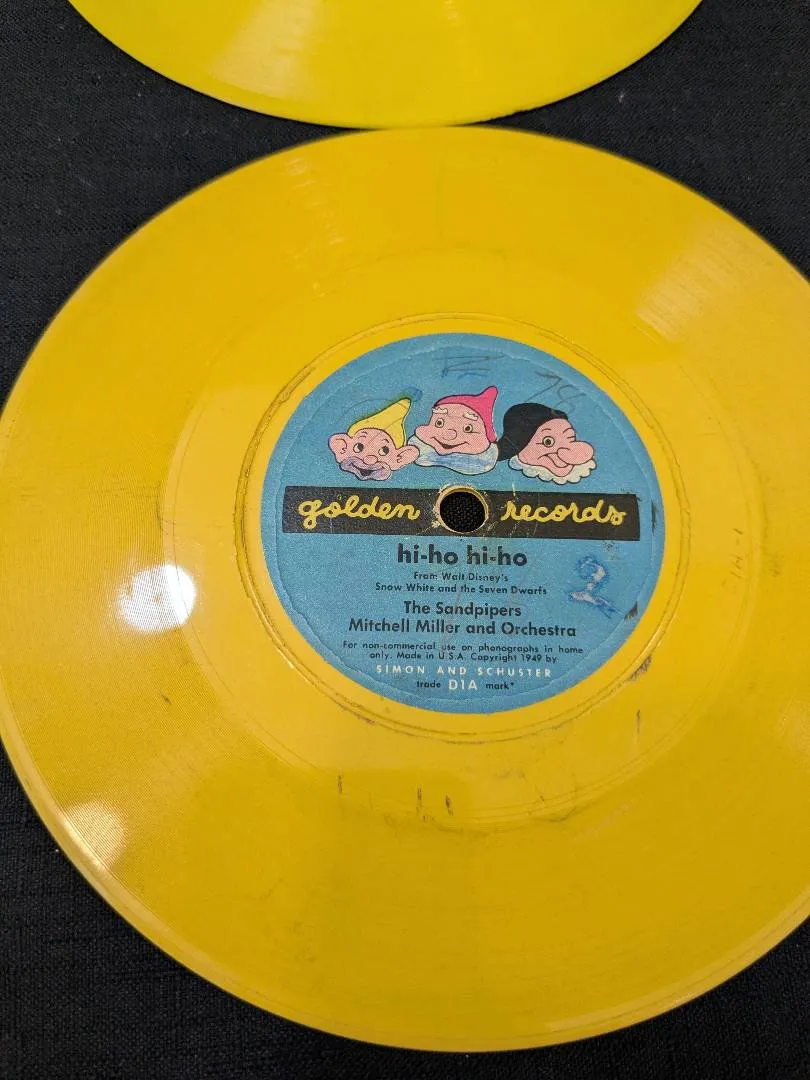 78
golden records
hi-ho hi-ho
From Walt Disney's
Snow White and the Seven Dwarfs
2
The Sandpipers
Mitchell Miller and Orchestra
For non-commercial use on phonographs in home
only. Made in U.S.A. Copyright 1949 by
SIMON AND SCHUSTER
trade D1A mark*